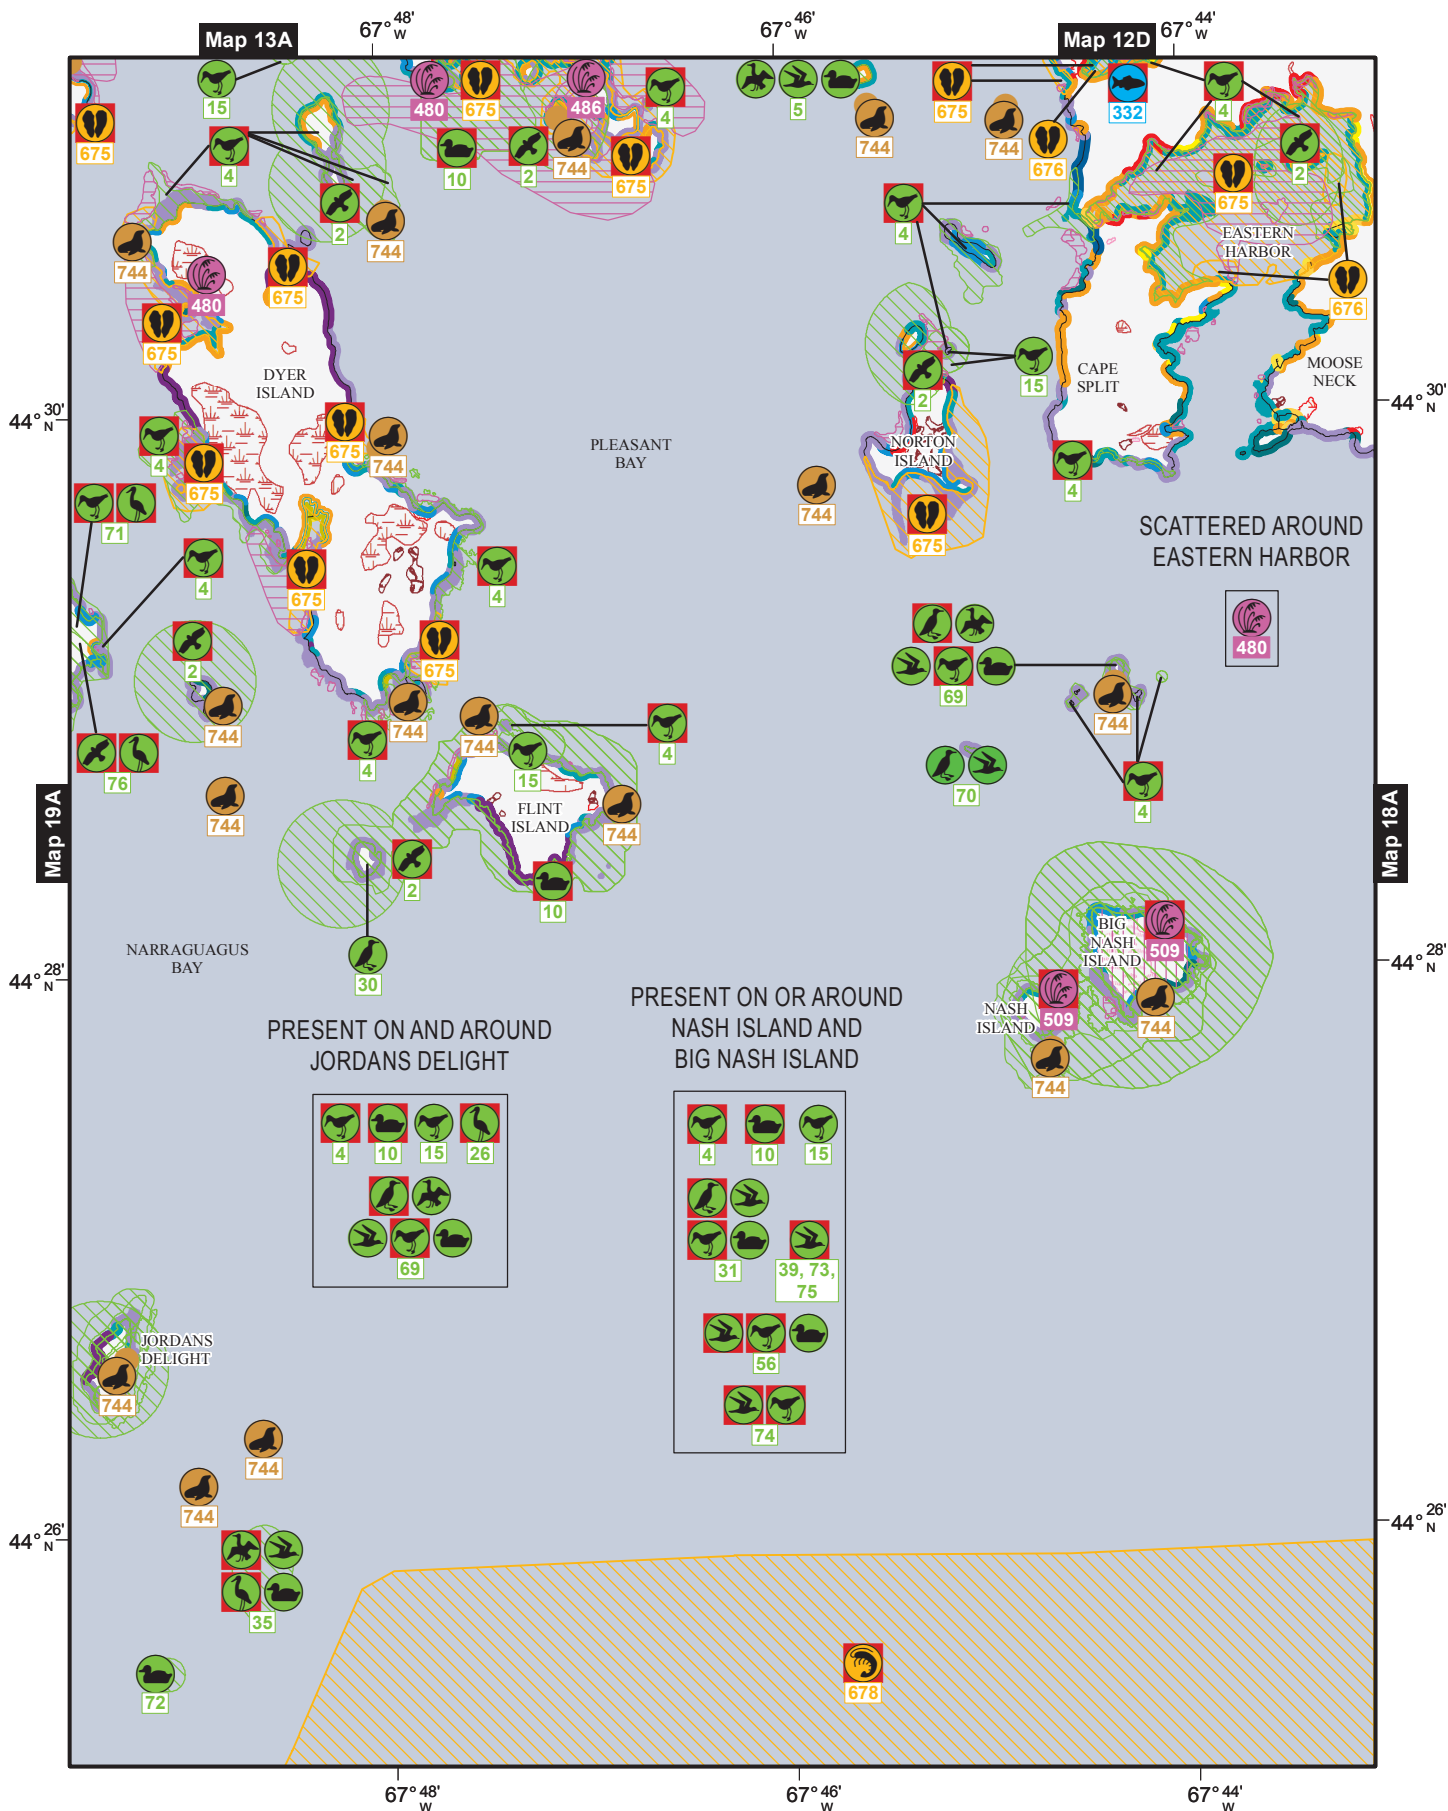 67° 48' W
67° 46' W
67° 44' W
Map 13A
Map 12D
15
480
675
486
4
5
675
332
4
675
744
744
676
4
10
2
744
675
675
2
2
744
4
EASTERN
HARBOR
744
480
675
676
675
DYER
ISLAND
15
CAPE
SPLIT
MOOSE
NECK
2
44° 30' N
44° 30' N
675
744
PLEASANT
BAY
NORTON
ISLAND
4
675
744
4
71
675
SCATTERED AROUND
EASTERN HARBOR
4
675
4
480
2
675
69
744
744
744
744
4
76
4
15
70
4
Map 19A
Map 18A
744
FLINT
ISLAND
744
2
10
NARRAGUAGUS
BAY
BIG
NASH
ISLAND
509
44° 28' N
44° 28' N
30
PRESENT ON OR AROUND
NASH ISLAND AND
BIG NASH ISLAND
NASH
ISLAND
509
744
PRESENT ON AND AROUND
JORDANS DELIGHT
744
4
10
15
26
4
10
15
69
31
39, 73,
75
JORDANS
DELIGHT
56
744
74
744
744
44° 26' N
44° 26' N
35
678
72
67° 48' W
67° 46' W
67° 44' W